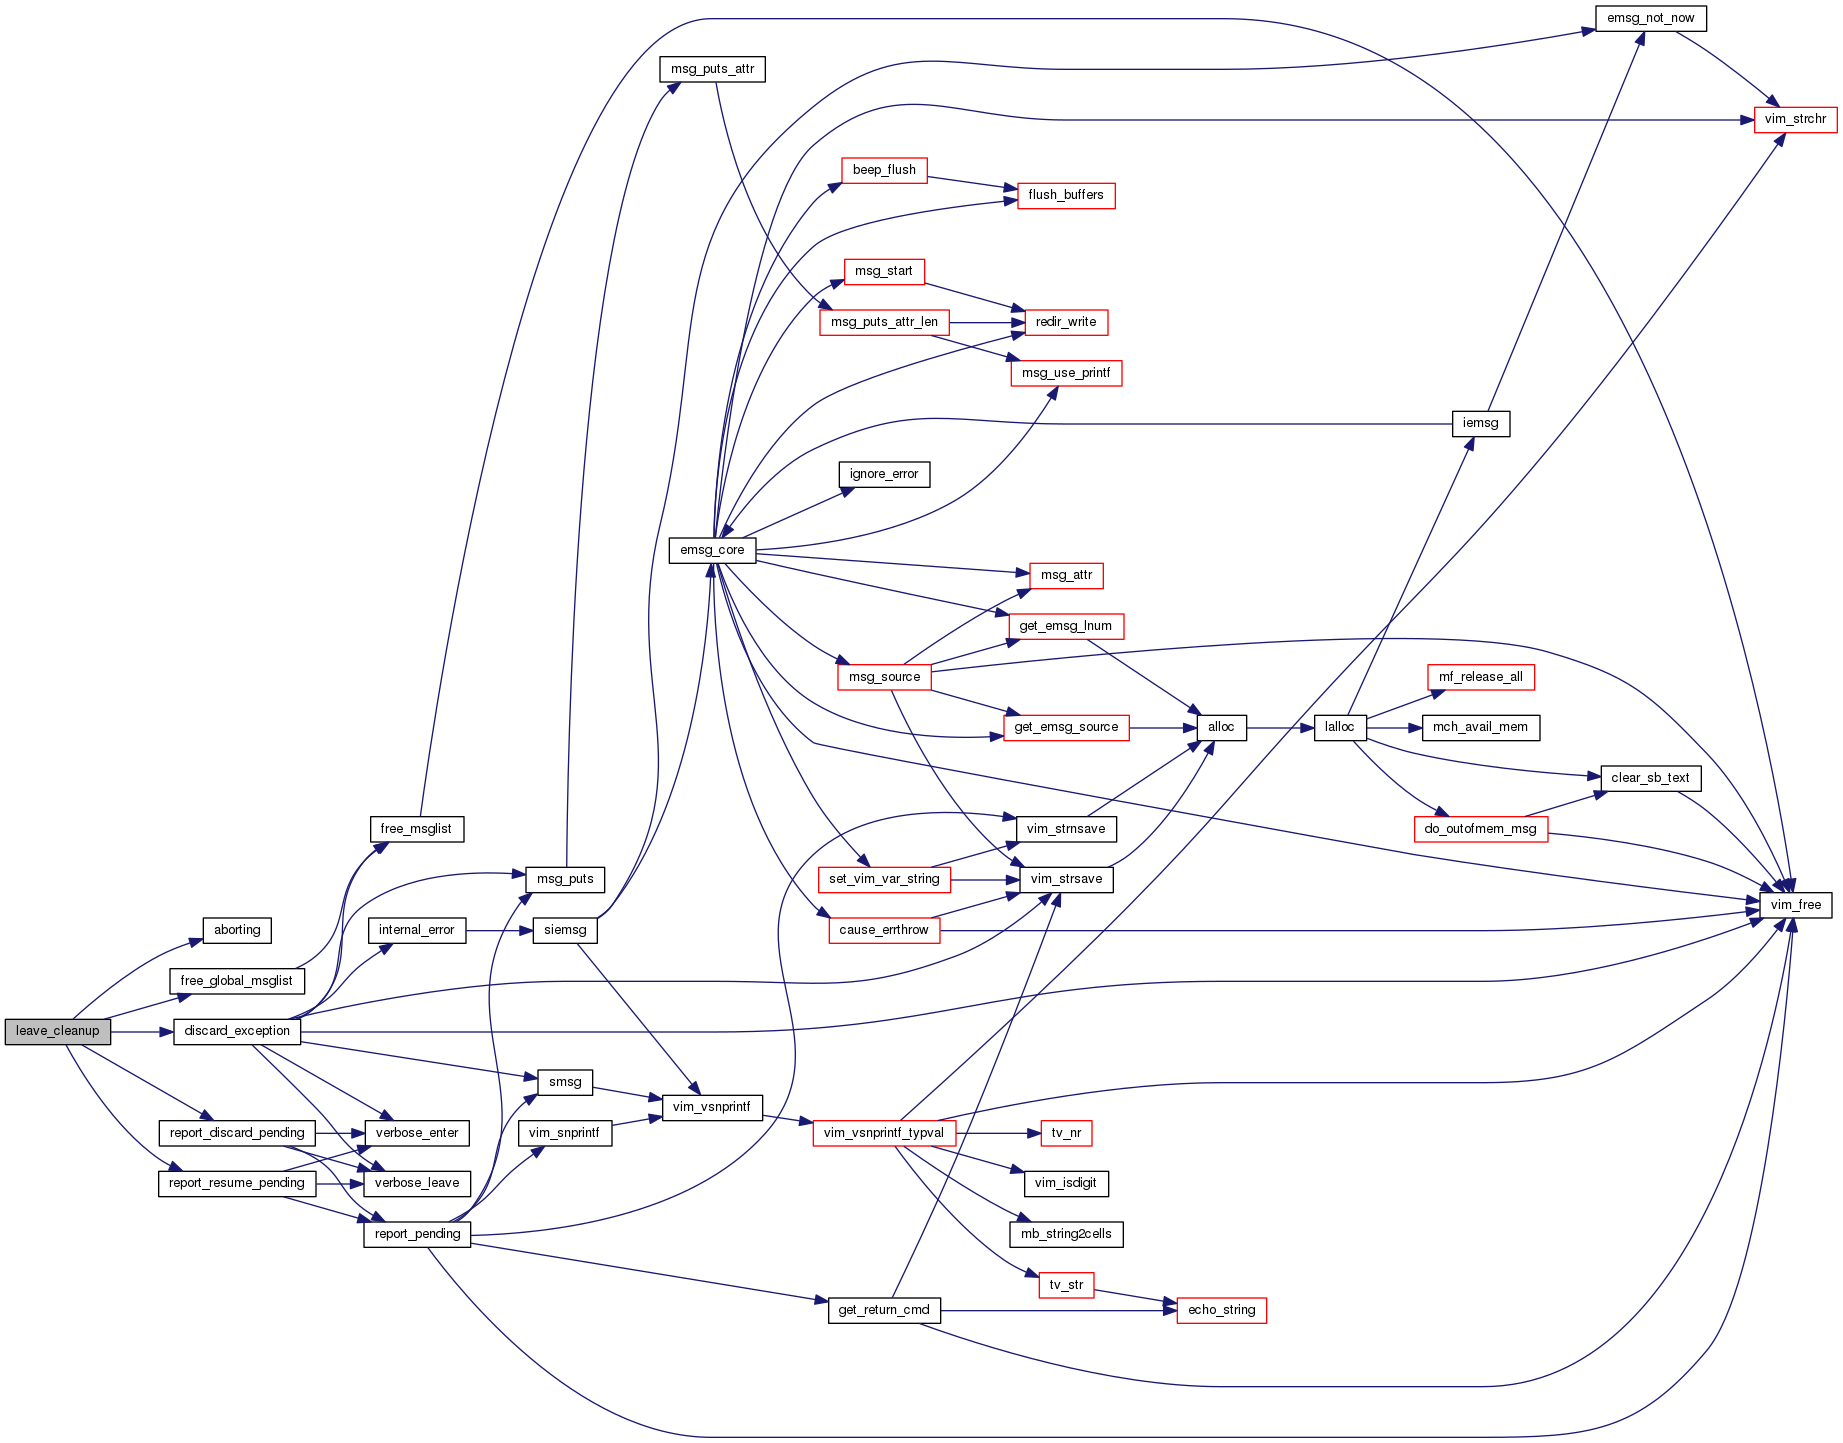 emsg_not_now
msg_puts_attr
vim_strchr
beep_flush
flush_buffers
msg_start
msg_puts_attr_len
redir_write
msg_use_printf
iemsg
ignore_error
emsg_core
msg_attr
get_emsg_lnum
msg_source
mf_release_all
get_emsg_source
alloc
lalloc
mch_avail_mem
clear_sb_text
free_msglist
vim_strnsave
do_outofmem_msg
msg_puts
set_vim_var_string
vim_strsave
vim_free
aborting
internal_error
siemsg
cause_errthrow
free_global_msglist
leave_cleanup
discard_exception
smsg
vim_vsnprintf
report_discard_pending
verbose_enter
vim_snprintf
vim_vsnprintf_typval
tv_nr
report_resume_pending
verbose_leave
vim_isdigit
report_pending
mb_string2cells
tv_str
get_return_cmd
echo_string